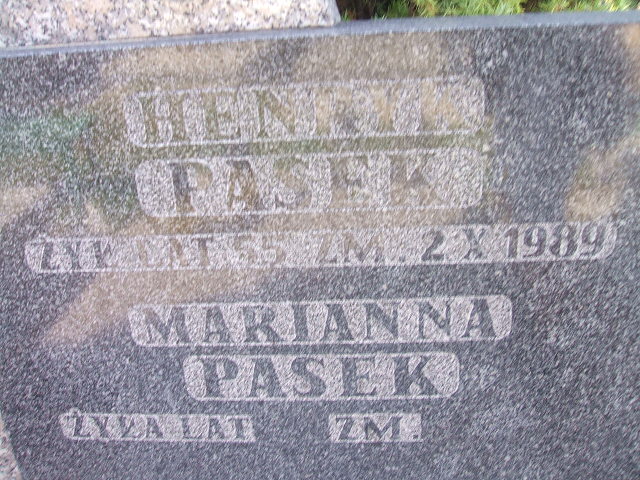 HENRYK
PASEK
ŻYŁ LAT 55 ZM. 2 X 1989
MARIANNA
PASEK
ŻYŁA LAT ZM.